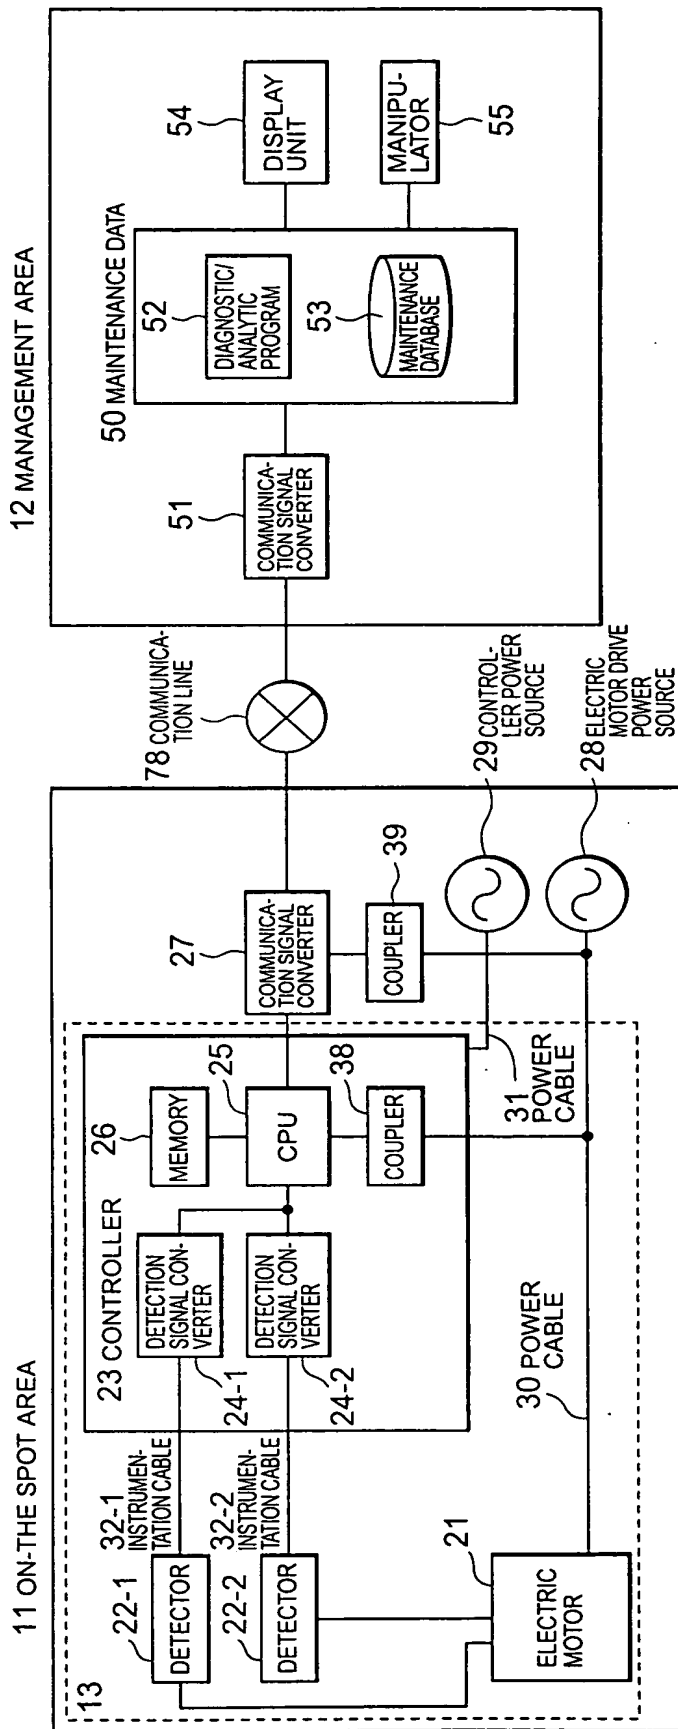 11 ON-THE SPOT AREA
13
22-1
DETECTOR
22-2
DETECTOR
32-1
INSTRUMEN-
TATION CABLE
32-2
INSTRUMEN-
TATION CABLE
21
ELECTRIC
MOTOR
23 CONTROLLER
DETECTION
SIGNAL CON-
VERTER
24-1
DETECTION
SIGNAL CON-
VERTER
24-2
26
MEMORY
25
CPU
38
COUPLER
30 POWER
CABLE
31 POWER
CABLE
27
COMMUNICA-
TION SIGNAL
CONVERTER
39
COUPLER
29 CONTROL-
LER POWER
SOURCE
28 ELECTRIC
MOTOR DRIVE
POWER
SOURCE
78 COMMUNICA-
TION LINE
12 MANAGEMENT AREA
51
COMMUNICA-
TION SIGNAL
CONVERTER
50 MAINTENANCE DATA
52
DIAGNOSTIC/
ANALYTIC
PROGRAM
53
MAINTENANCE
DATABASE
54
DISPLAY
UNIT
MANIPU-
LATOR
55